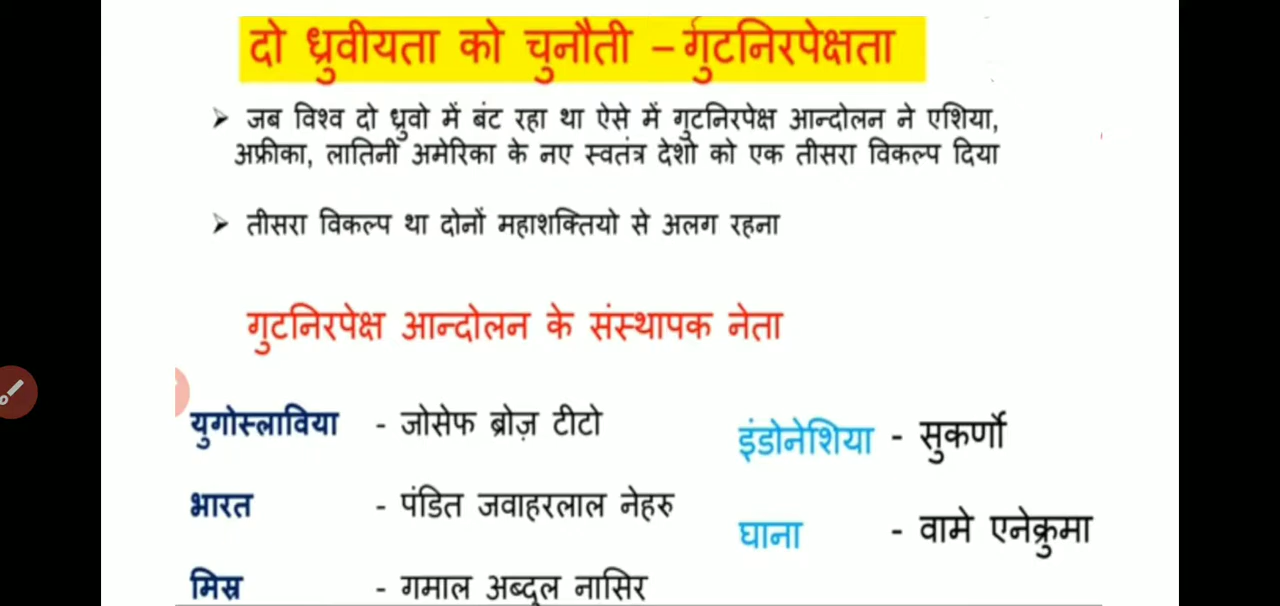 दो ध्रुवीयता को चुनौती – गुटनिरपेक्षता
➢ जब विश्व दो ध्रुवो में बंट रहा था ऐसे में गुटनिरपेक्ष आन्दोलन ने एशिया,
अफ्रीका, लातिनी अमेरिका के नए स्वतंत्र देशो को एक तीसरा विकल्प दिया
➢ तीसरा विकल्प था दोनों महाशक्तियो से अलग रहना
गुटनिरपेक्ष आन्दोलन के संस्थापक नेता
युगोस्लाविया - जोसेफ ब्रोज़ टीटो
इंडोनेशिया - सुकर्णो
भारत - पंडित जवाहरलाल नेहरु
घाना - वामे एनेक्रुमा
मिस्र - गमाल अब्दुल नासिर